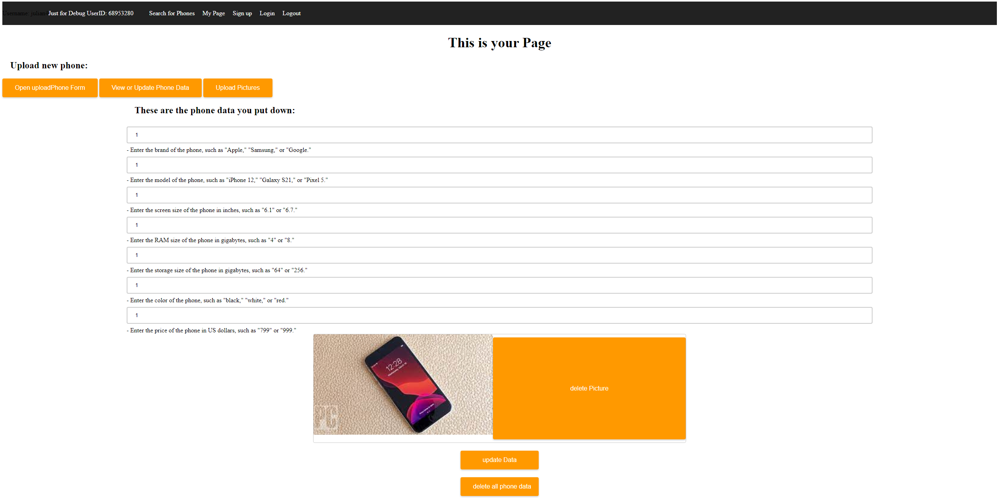 Username: julian4 Just for Debug UserID: 68953280 Search for Phones My Page Sign up Login Logout
This is your Page
Upload new phone:
Open uploadPhone Form View or Update Phone Data Upload Pictures
These are the phone data you put down:
1
- Enter the brand of the phone, such as "Apple," "Samsung," or "Google."
1
- Enter the model of the phone, such as "iPhone 12," "Galaxy S21," or "Pixel 5."
1
- Enter the screen size of the phone in inches, such as "6.1" or "6.7."
1
- Enter the RAM size of the phone in gigabytes, such as "4" or "8."
1
- Enter the storage size of the phone in gigabytes, such as "64" or "256."
1
- Enter the color of the phone, such as "black," "white," or "red."
1
- Enter the price of the phone in US dollars, such as "799" or "999."
12:28
PC
delete Picture
update Data
delete all phone data